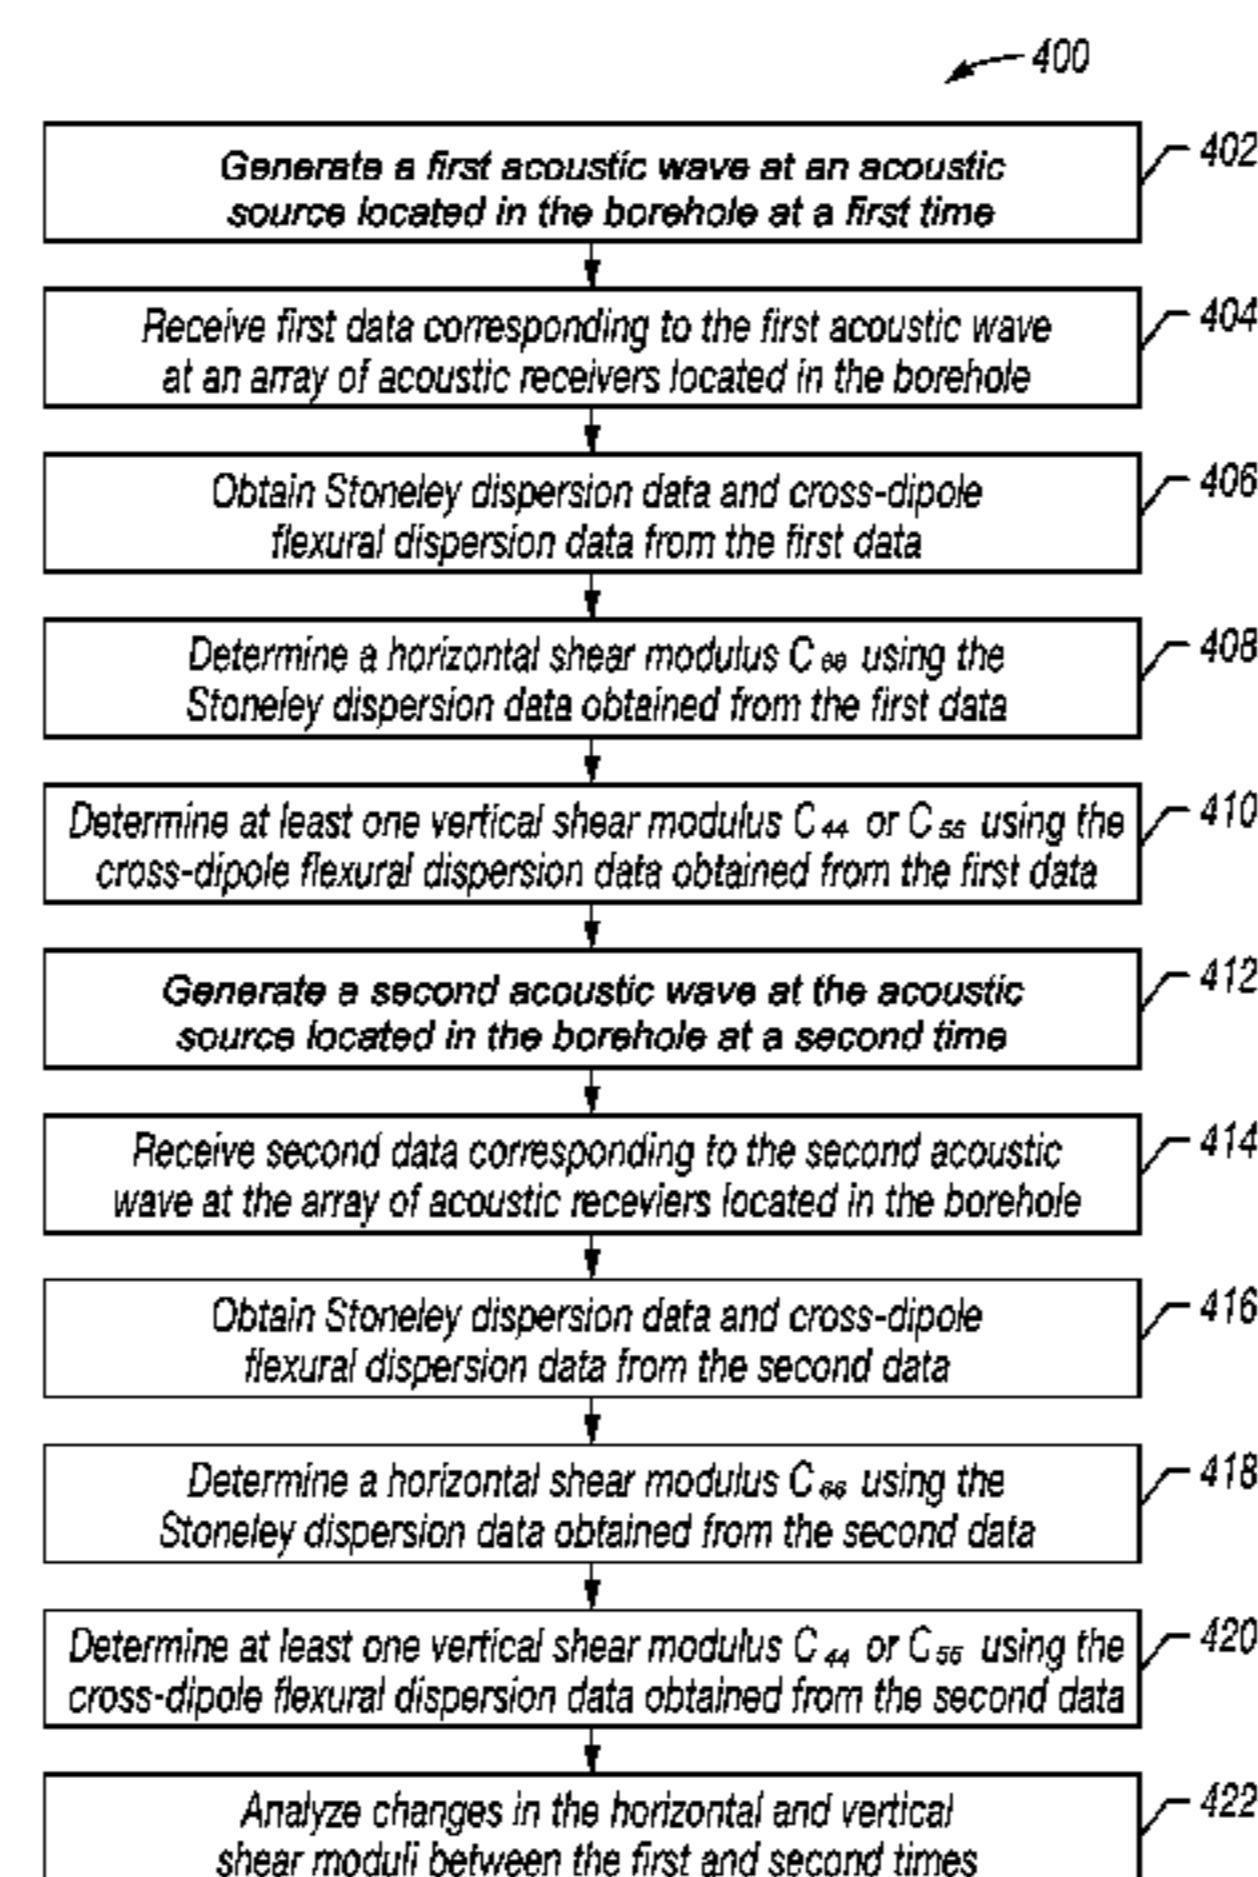 400
Generate a first acoustic wave at an acoustic
source located in the borehole at a first time
402
Receive first data corresponding to the first acoustic wave
at an array of acoustic receivers located in the borehole
404
Obtain Stoneley dispersion data and cross-dipole
flexural dispersion data from the first data
406
Determine a horizontal shear modulus C 66 using the
Stoneley dispersion data obtained from the first data
408
Determine at least one vertical shear modulus C 44 or C 55 using the
cross-dipole flexural dispersion data obtained from the first data
410
Generate a second acoustic wave at the acoustic
source located in the borehole at a second time
412
Receive second data corresponding to the second acoustic
wave at the array of acoustic receviers located in the borehole
414
Obtain Stoneley dispersion data and cross-dipole
flexural dispersion data from the second data
416
Determine a horizontal shear modulus C 66 using the
Stoneley dispersion data obtained from the second data
418
Determine at least one vertical shear modulus C 44 or C 55 using the
cross-dipole flexural dispersion data obtained from the second data
420
Analyze changes in the horizontal and vertical
shear moduli between the first and second times
422